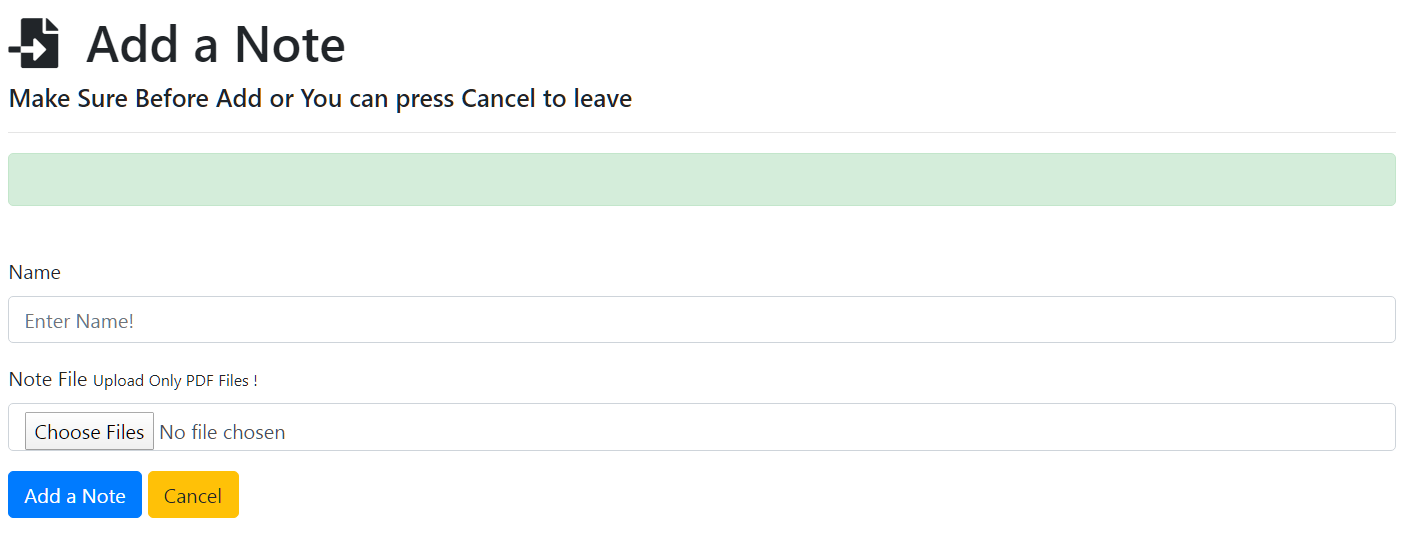 Add a Note
Make Sure Before Add or You can press Cancel to leave
Name
Enter Name!
Note File Upload Only PDF Files !
Choose Files No file chosen
Add a Note Cancel